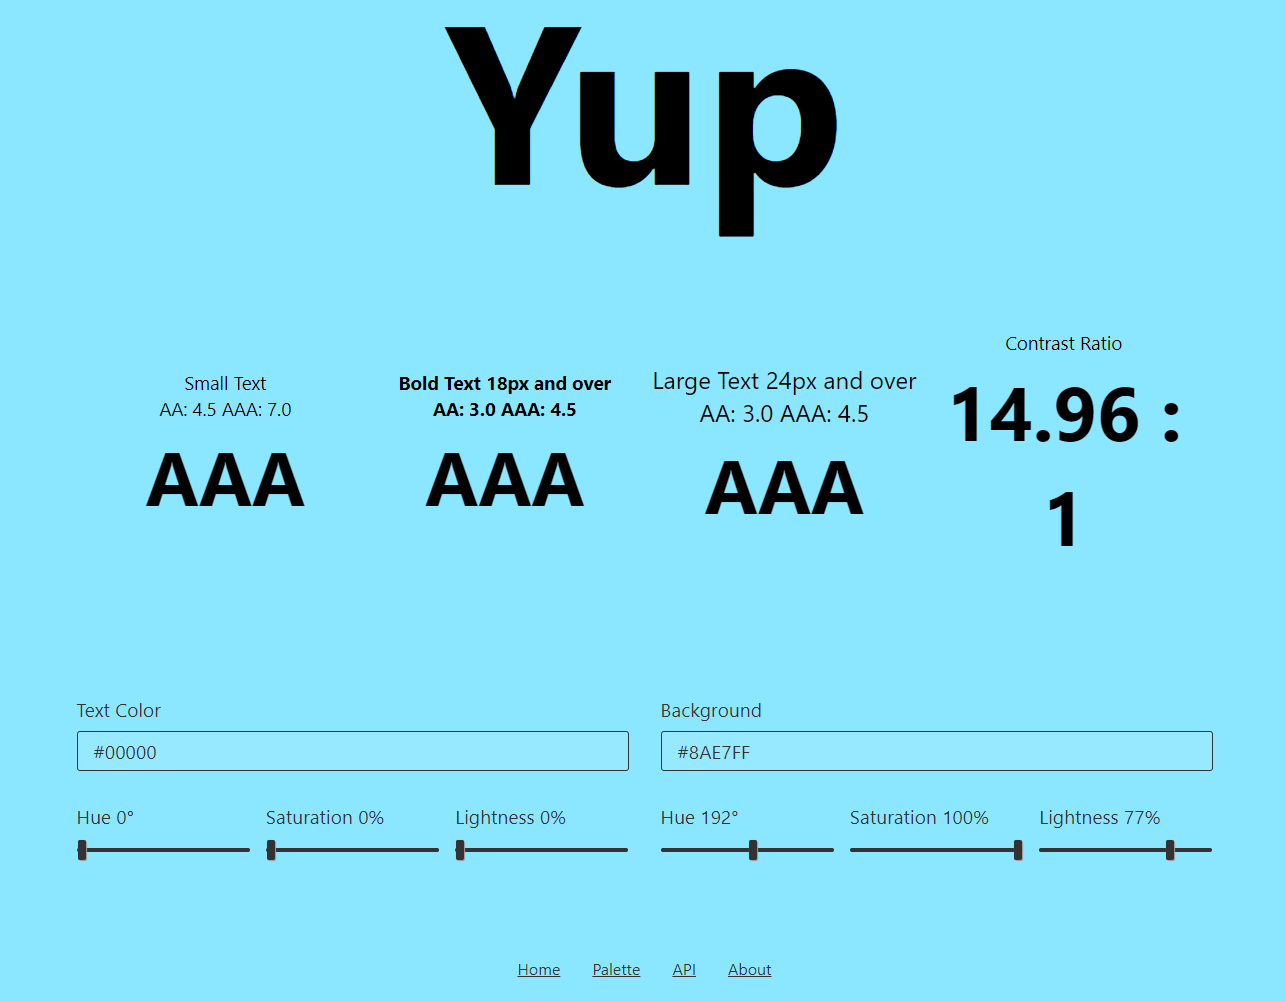 Yup
Small Text
AA: 4.5 AAA: 7.0
AAA
Bold Text 18px and over
AA: 3.0 AAA: 4.5
AAA
Large Text 24px and over
AA: 3.0 AAA: 4.5
AAA
Contrast Ratio
14.96 :
1
Text Color
#00000
Hue 0°
Saturation 0%
Lightness 0%
Background
#8AE7FF
Hue 192°
Saturation 100%
Lightness 77%
Home
Palette
API
About